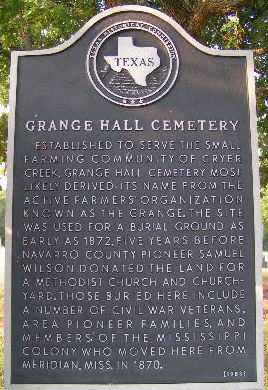 TEXAS HISTORICAL COMMISSION
TEXAS
GRANGE HALL CEMETERY
ESTABLISHED TO SERVE THE SMALL
FARMING COMMUNITY OF CRYER
CREEK, GRANGE HALL CEMETERY MOST
LIKELY DERIVED ITS NAME FROM THE
ACTIVE FARMERS' ORGANIZATION
KNOWN AS THE GRANGE. THE SITE
WAS USED FOR A BURIAL GROUND AS
EARLY AS 1872, FIVE YEARS BEFORE
NAVARRO COUNTY PIONEER SAMUEL
WILSON DONATED THE LAND FOR
A METHODIST CHURCH AND CHURCH-
YARD. THOSE BURIED HERE INCLUDE
A NUMBER OF CIVIL WAR VETERANS,
AREA PIONEER FAMILIES, AND
MEMBERS OF THE MISSISSIPPI
COLONY WHO MOVED HERE FROM
MERIDIAN, MISS. IN 1870.
(1983)